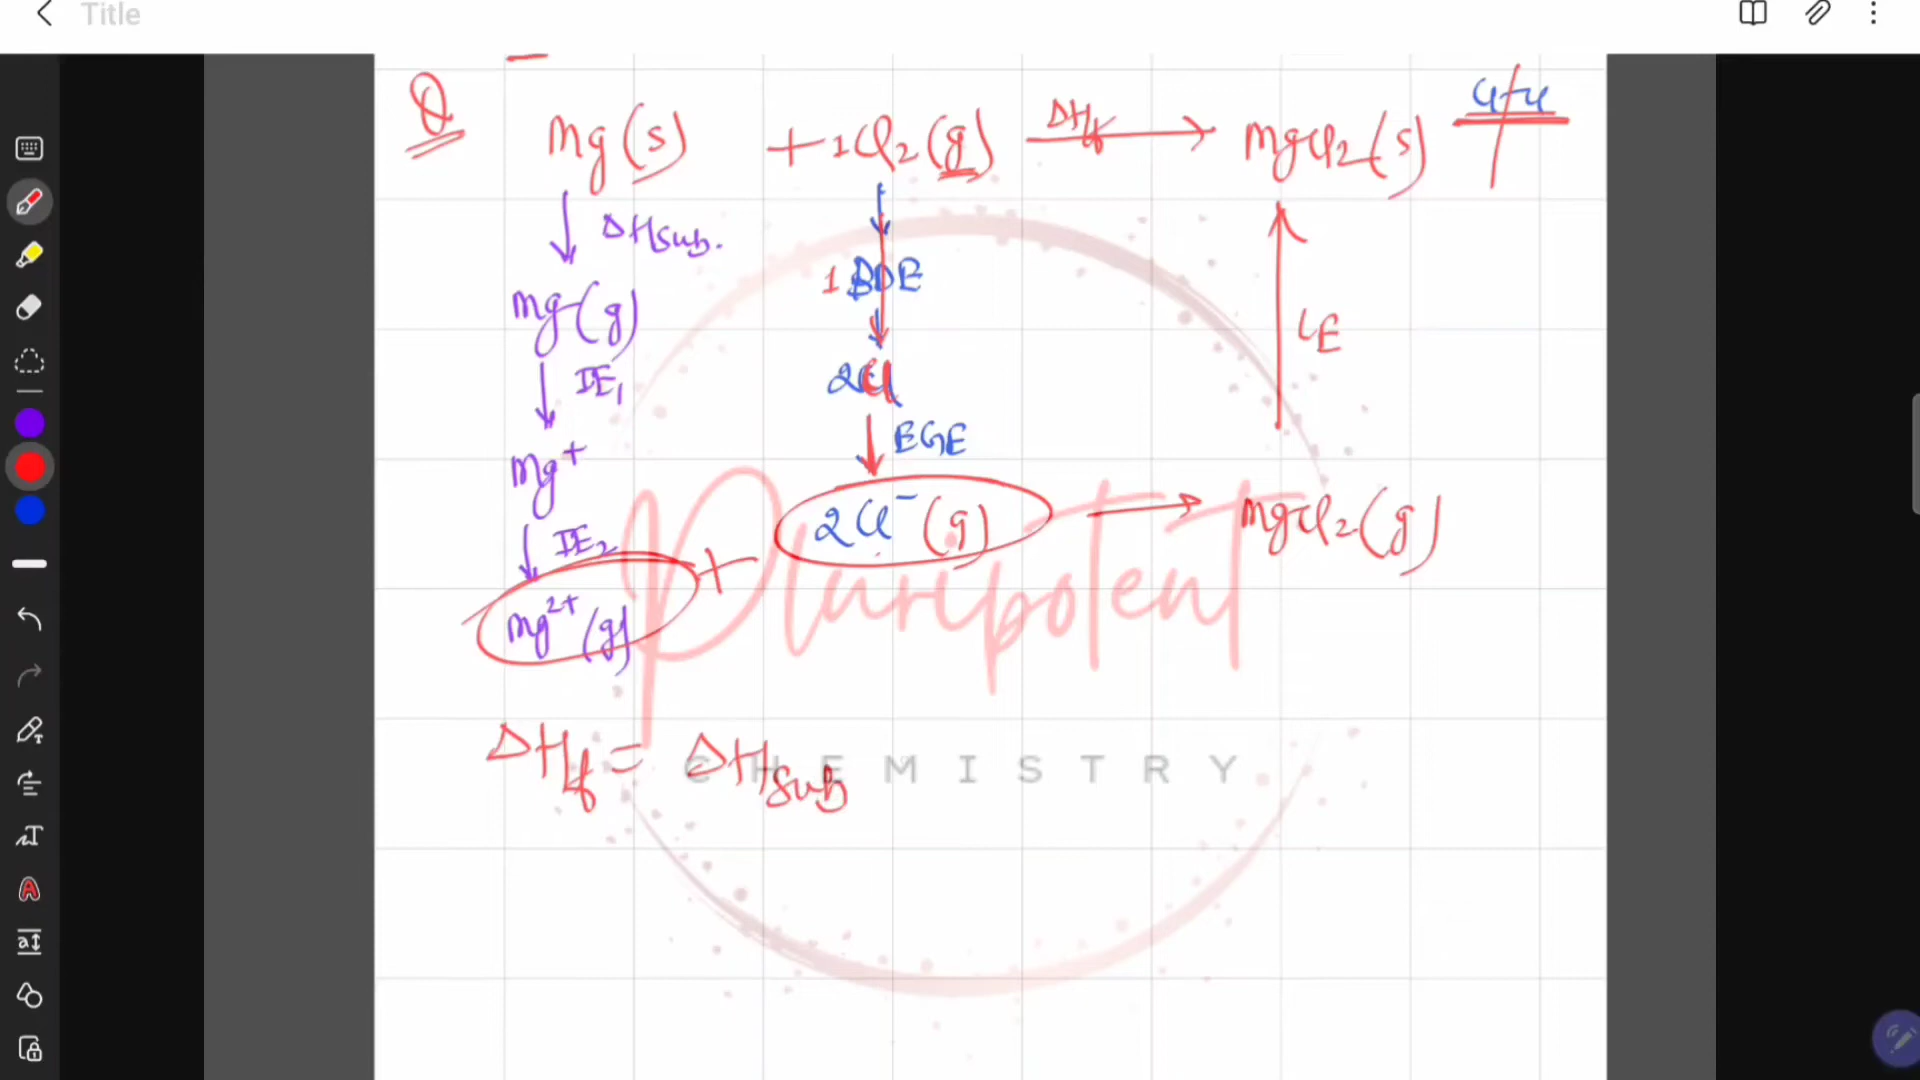 Title
Q Mg(s) + 1Cl2(g) ΔHf → MgCl2(s)
↓ ΔHsub. ↓
Mg(g) 1 BDE
↓ IE1 ↓ LE
2Cl
↓ EGE
Mg+
↓ IE2 2Cl-(g) → MgCl2(g)
Mg2+(g) +
Pluripotent
CHEMISTRY
ΔHf = ΔHsub